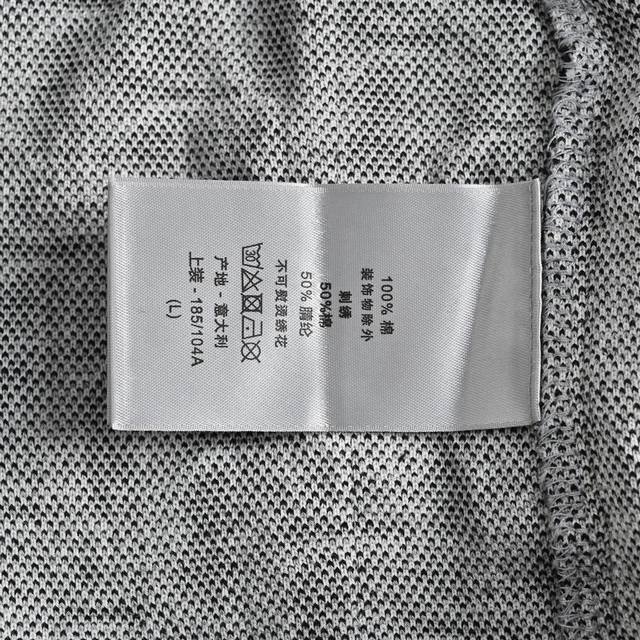 100% 棉
装饰物除外
刺绣
50%棉
50% 腈纶
不可熨烫绣花
30
产地 - 意大利
上装 - 185/104A
(L)